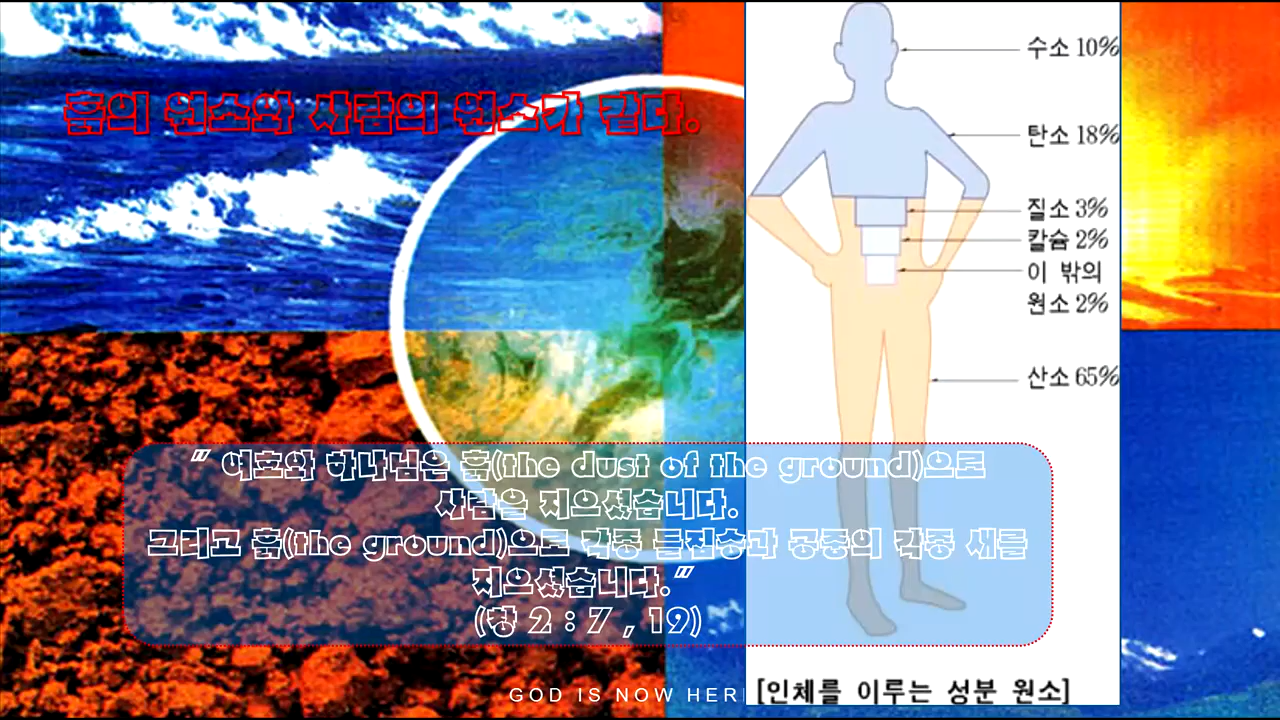 흙의 원소와 사람의 원소가 같다.
수소 10%
탄소 18%
질소 3%
칼슘 2%
이 밖의
원소 2%
산소 65%
" 여호와 하나님은 흙(the dust of the ground)으로
사람을 지으셨습니다.
그리고 흙(the ground)으로 각종 들짐승과 공중의 각종 새를
지으셨습니다."
(창 2 : 7 , 19)
GOD IS NOW HER
[인체를 이루는 성분 원소]